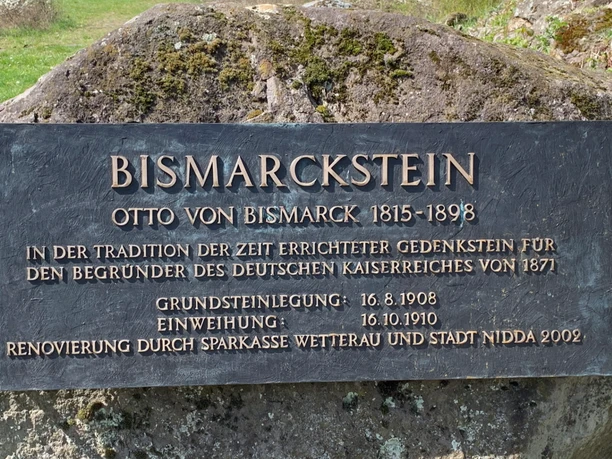 BISMARCKSTEIN
OTTO VON BISMARCK 1815-1898
IN DER TRADITION DER ZEIT ERRICHTETER GEDENKSTEIN FÜR
DEN BEGRÜNDER DES DEUTSCHEN KAISERREICHES VON 1871
GRUNDSTEINLEGUNG: 16.8.1908
EINWEIHUNG: 16.10.1910
RENOVIERUNG DURCH SPARKASSE WETTERAU UND STADT NIDDA 2002